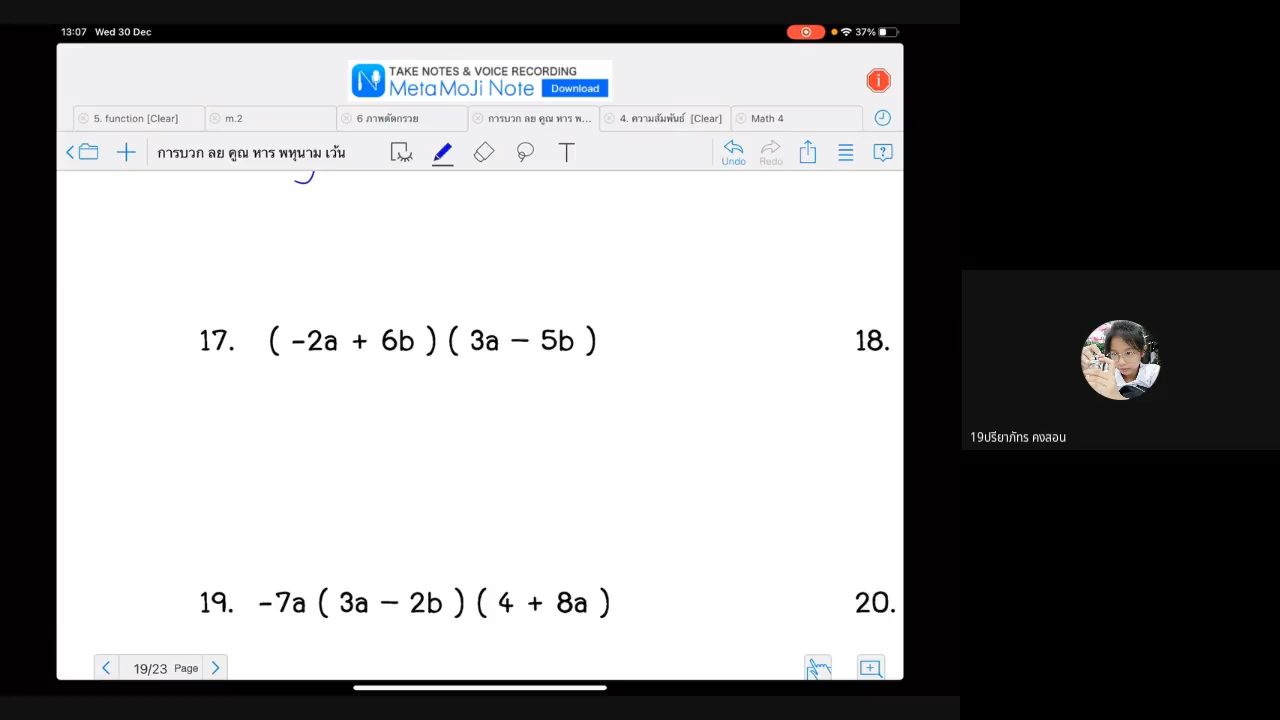 13:07 Wed 30 Dec 37%
TAKE NOTES & VOICE RECORDING
MetaMoJi Note Download
5. function [Clear] m.2 6 ภาพตัดกรวย การบวก ลย คูณ หาร พ... 4. ความสัมพันธ์ [Clear] Math 4
การบวก ลย คูณ หาร พหุนาม เว้น T Undo Redo
17. ( -2a + 6b ) ( 3a - 5b ) 18.
19ปรียาภัทร คงสอน
19. -7a ( 3a - 2b ) ( 4 + 8a ) 20.
19/23 Page